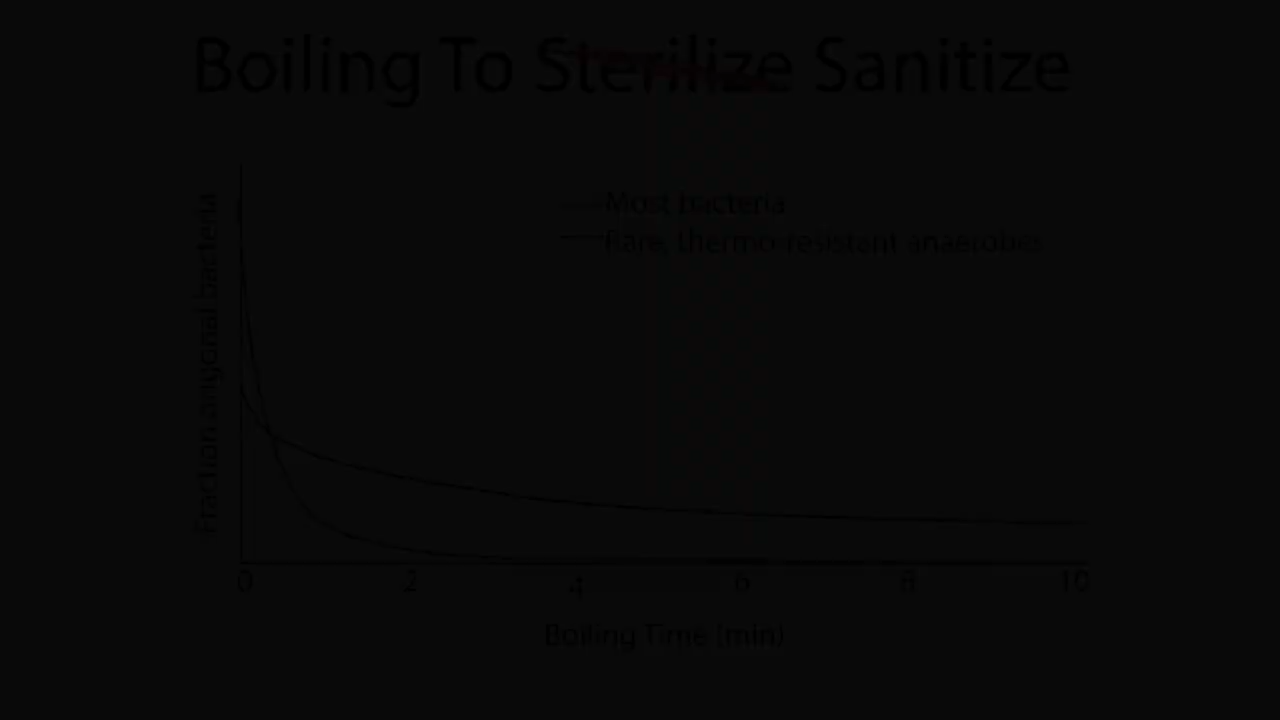 Boiling To Sterilize Sanitize
Most bacteria
Rare, thermo-resistant anaerobes
Fraction original bacteria
0 2 4 6 8 10
Boiling Time (min)